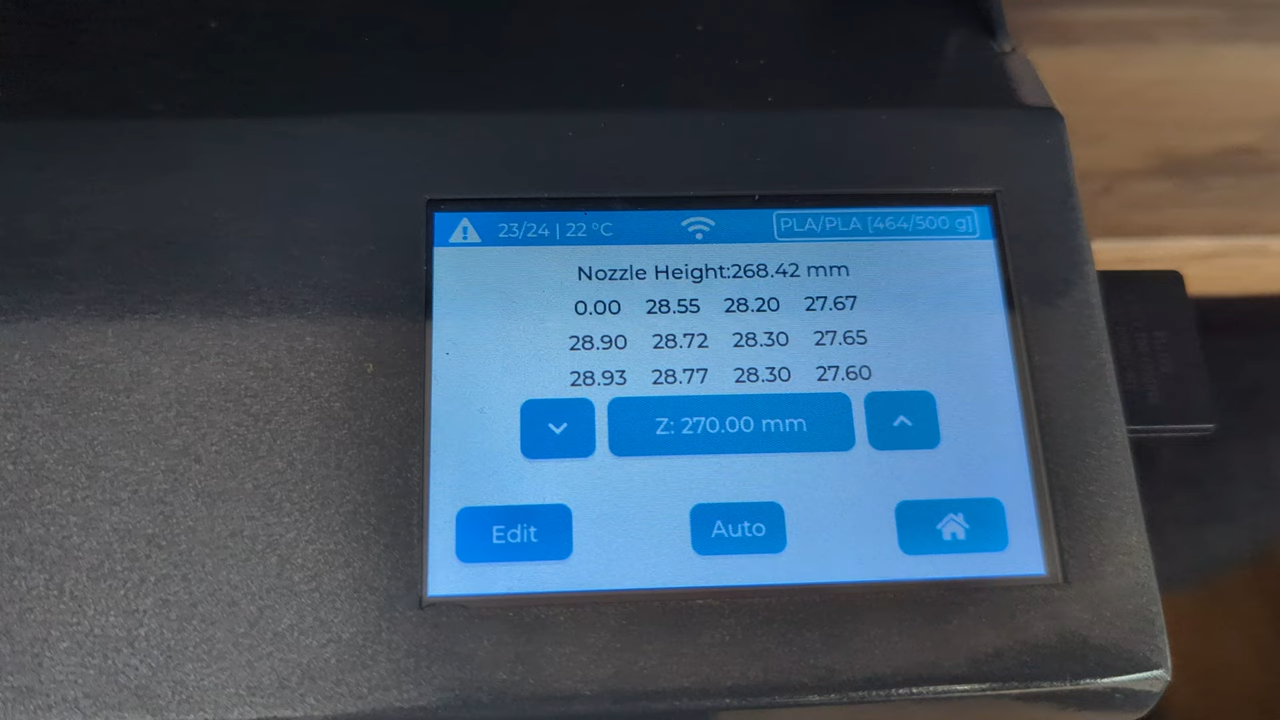 23/24 | 22 °C PLA/PLA [464/500 g]
Nozzle Height:268.42 mm
0.00 28.55 28.20 27.67
28.90 28.72 28.30 27.65
28.93 28.77 28.30 27.60
Z: 270.00 mm
Edit Auto